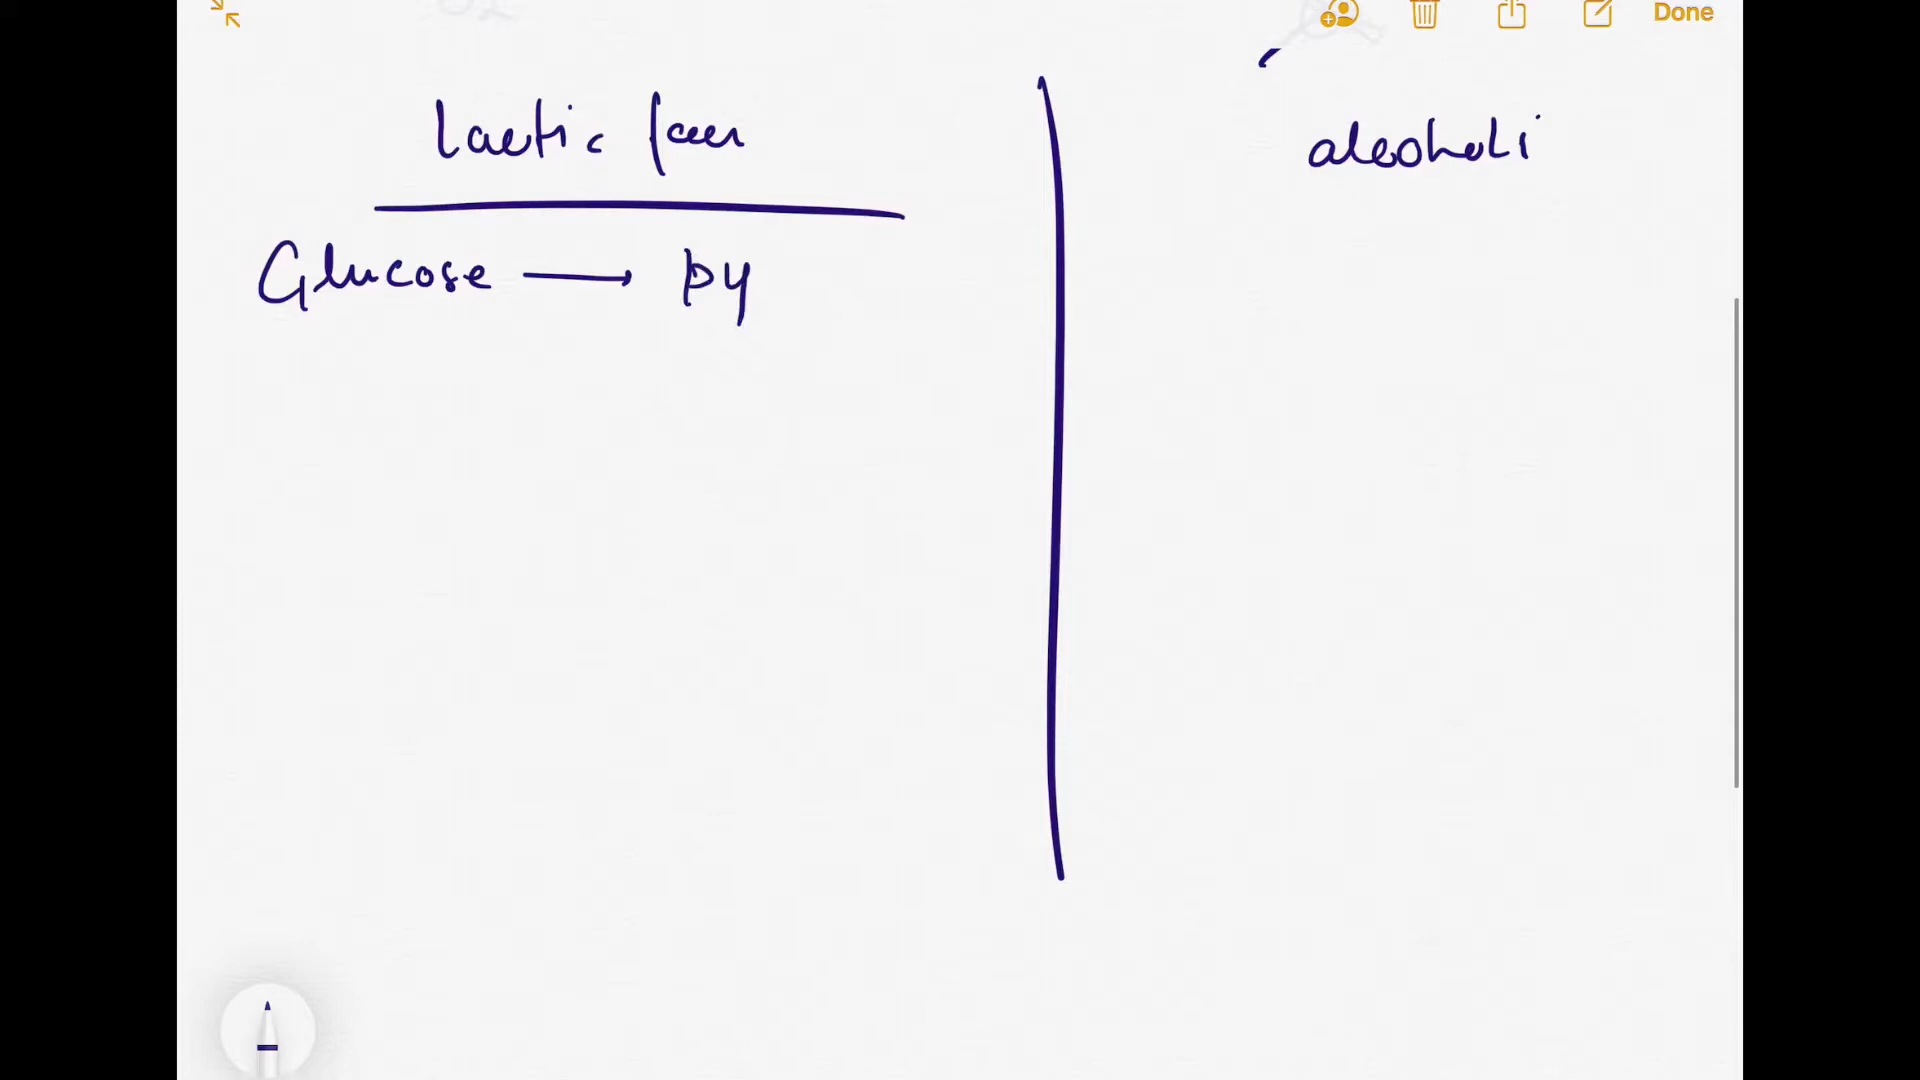 Done
lactic fer
alcoholi
Glucose → py